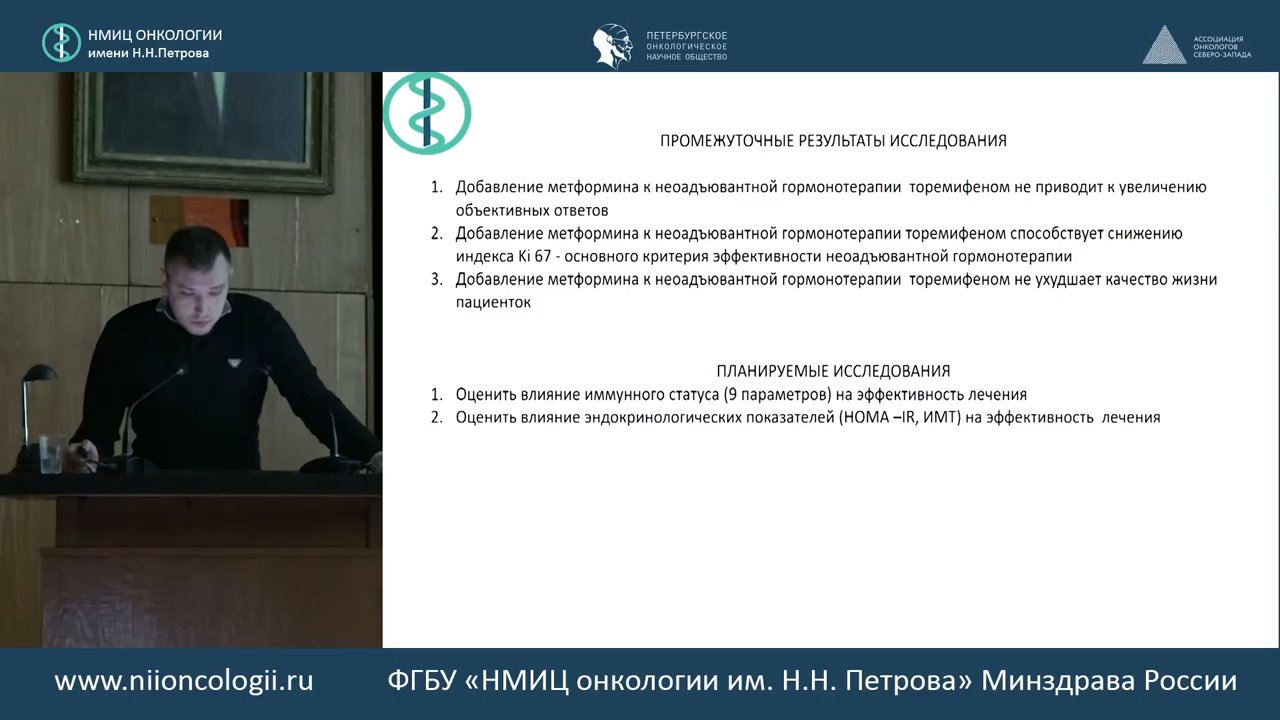 НМИЦ ОНКОЛОГИИ
имени Н.Н.Петрова
ПЕТЕРБУРГСКОЕ
ОНКОЛОГИЧЕСКОЕ
НАУЧНОЕ ОБЩЕСТВО
АССОЦИАЦИЯ
ОНКОЛОГОВ
СЕВЕРО-ЗАПАДА
ПРОМЕЖУТОЧНЫЕ РЕЗУЛЬТАТЫ ИССЛЕДОВАНИЯ
1. Добавление метформина к неоадъювантной гормонотерапии торемифеном не приводит к увеличению
объективных ответов
2. Добавление метформина к неоадъювантной гормонотерапии торемифеном способствует снижению
индекса Ki 67 - основного критерия эффективности неоадъювантной гормонотерапии
3. Добавление метформина к неоадъювантной гормонотерапии торемифеном не ухудшает качество жизни
пациенток
ПЛАНИРУЕМЫЕ ИССЛЕДОВАНИЯ
1. Оценить влияние иммунного статуса (9 параметров) на эффективность лечения
2. Оценить влияние эндокринологических показателей (HOMA –IR, ИМТ) на эффективность лечения
www.niioncologii.ru
ФГБУ «НМИЦ онкологии им. Н.Н. Петрова» Минздрава России